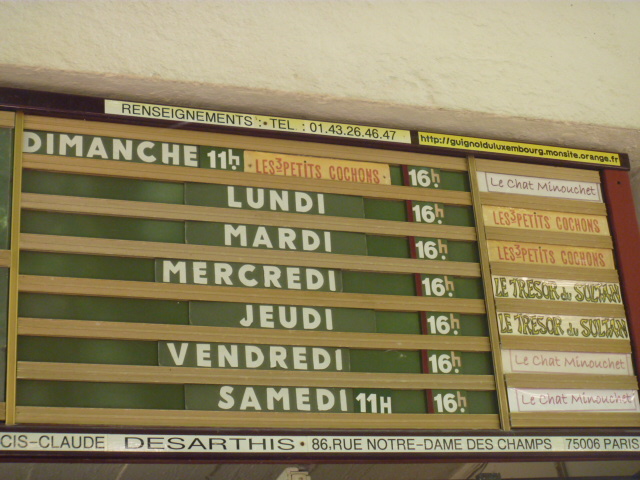 RENSEIGNEMENTS : • TEL. : 01.43.26.46.47 http://guignolduluxembourg.monsite.orange.fr
DIMANCHE 11h • LES 3 PETITS COCHONS • 16h Le Chat Minouchet
LUNDI 16h LES 3 PETITS COCHONS
MARDI 16h LES 3 PETITS COCHONS
MERCREDI 16h LE TRESOR du SULTAN
JEUDI 16h LE TRESOR du SULTAN
VENDREDI 16h Le Chat Minouchet
SAMEDI 11H 16h Le Chat Minouchet
CIS-CLAUDE DESARTHIS • 86, RUE NOTRE-DAME DES CHAMPS 75006 PARIS